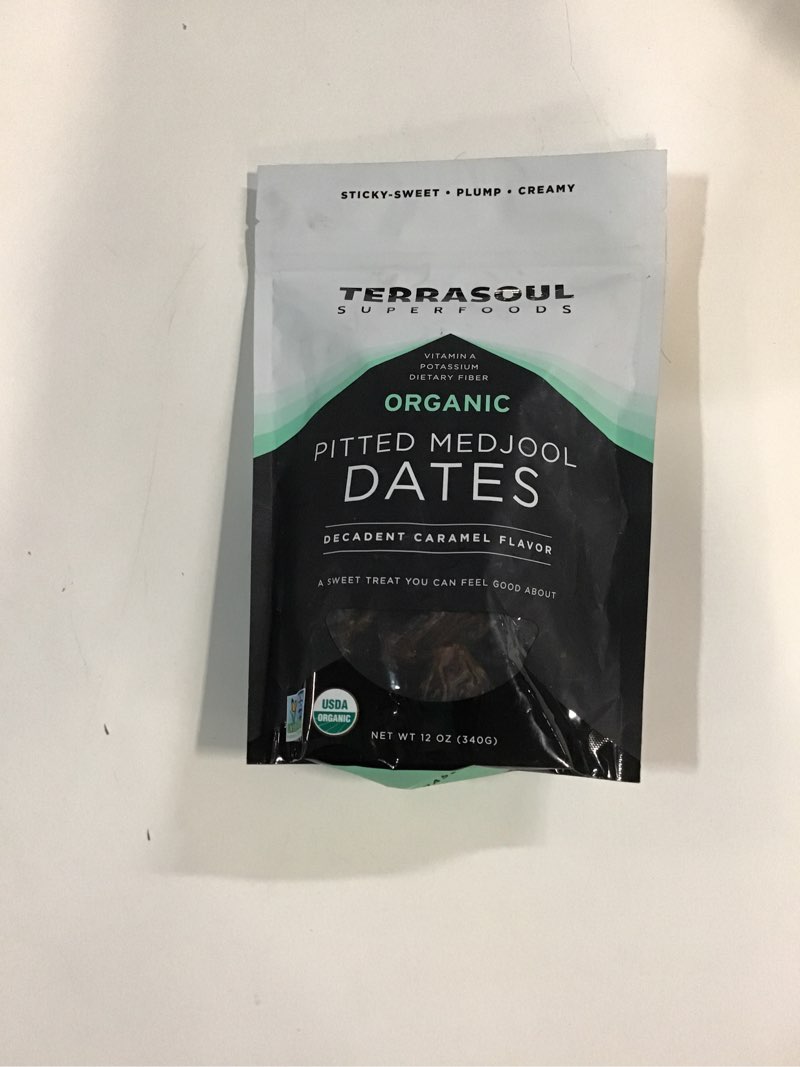 STICKY-SWEET • PLUMP • CREAMY
TERRASOUL
SUPERFOODS
VITAMIN A
POTASSIUM
DIETARY FIBER
ORGANIC
PITTED MEDJOOL
DATES
DECADENT CARAMEL FLAVOR
A SWEET TREAT YOU CAN FEEL GOOD ABOUT
USDA
ORGANIC
NET WT 12 OZ (340G)